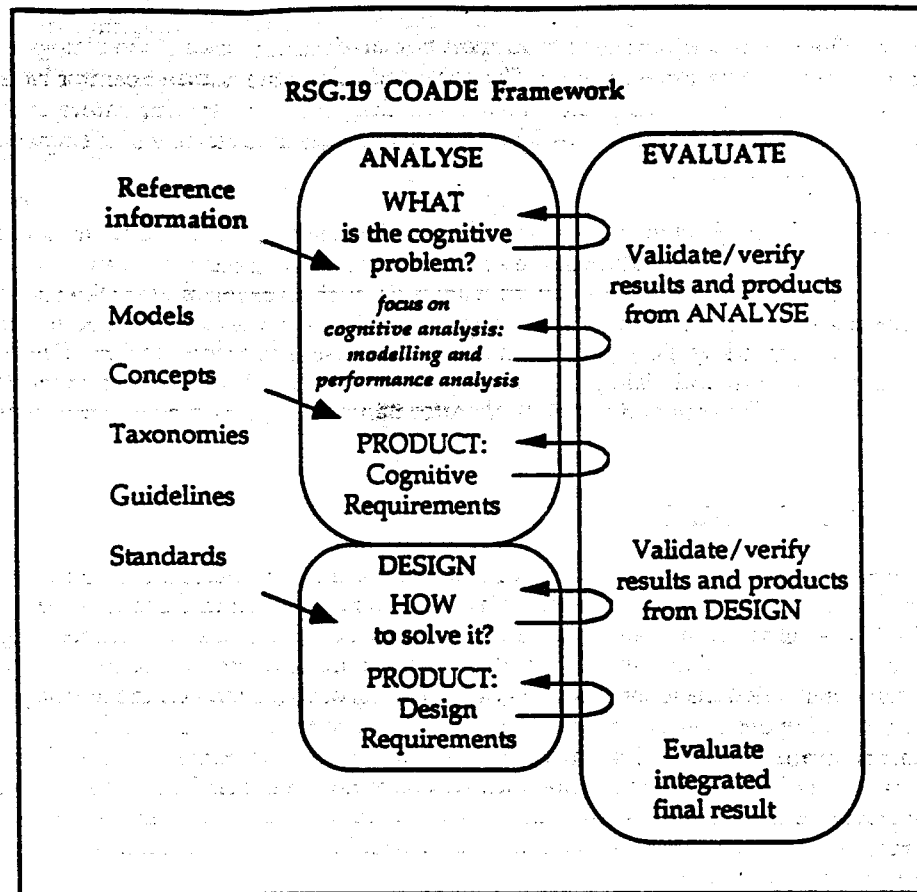 RSG.19 COADE Framework
Reference
information
Models
Concepts
Taxonomies
Guidelines
Standards
ANALYSE
WHAT
is the cognitive
problem?
focus on
cognitive analysis:
modelling and
performance analysis
PRODUCT:
Cognitive
Requirements
DESIGN
HOW
to solve it?
PRODUCT:
Design
Requirements
EVALUATE
Validate/verify
results and products
from ANALYSE
Validate/verify
results and products
from DESIGN
Evaluate
integrated
final result